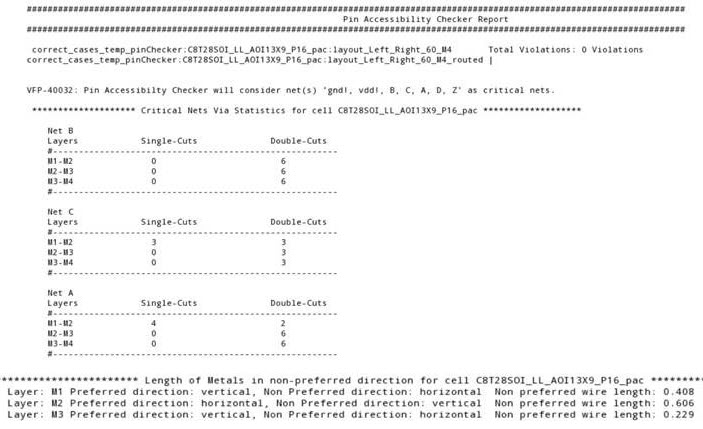 ####################################################################################################################################
Pin Accessibility Checker Report
####################################################################################################################################
correct_cases_temp_pinChecker:C8T28SOI_LL_AOI13X9_P16_pac:layout_Left_Right_60_M4 Total Violations: 0 Violations
correct_cases_temp_pinChecker:C8T28SOI_LL_AOI13X9_P16_pac:layout_Left_Right_60_M4_routed |
VFP-40032: Pin Accessibilty Checker will consider net(s) 'gnd!, vdd!, B, C, A, D, Z' as critical nets.
******************** Critical Nets Via Statistics for cell C8T28SOI_LL_AOI13X9_P16_pac *******************
Net B
Layers Single-Cuts Double-Cuts
#-------------------------------------------------------
M1-M2 0 6
M2-M3 0 6
M3-M4 0 6
#-------------------------------------------------------
Net C
Layers Single-Cuts Double-Cuts
#-------------------------------------------------------
M1-M2 3 3
M2-M3 0 3
M3-M4 0 3
#-------------------------------------------------------
Net A
Layers Single-Cuts Double-Cuts
#-------------------------------------------------------
M1-M2 4 2
M2-M3 0 6
M3-M4 0 6
#-------------------------------------------------------
*********************** Length of Metals in non-preferred direction for cell C8T28SOI_LL_AOI13X9_P16_pac *********
Layer: M1 Preferred direction: vertical, Non Preferred direction: horizontal Non preferred wire length: 0.408
Layer: M2 Preferred direction: horizontal, Non Preferred direction: vertical Non preferred wire length: 0.606
Layer: M3 Preferred direction: vertical, Non Preferred direction: horizontal Non preferred wire length: 0.229